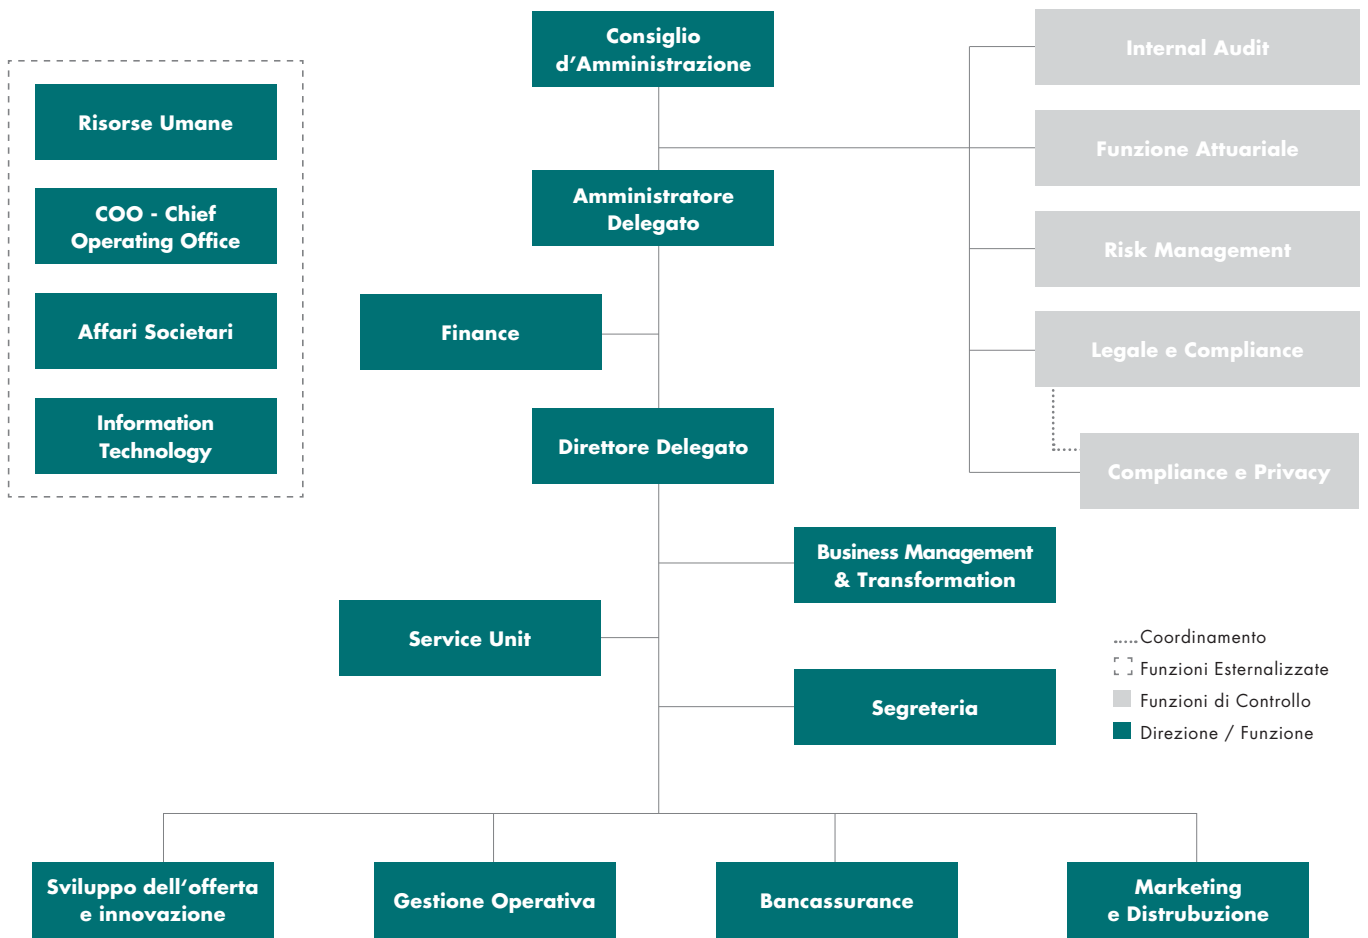 Consiglio
d’Amministrazione
Internal Audit
Risorse Umane
Funzione Attuariale
COO - Chief
Operating Office
Amministratore
Delegato
Risk Management
Affari Societari
Finance
Legale e Compliance
Information
Technology
Direttore Delegato
Compliance e Privacy
Business Management
& Transformation
Service Unit
Segreteria
Coordinamento
Funzioni Esternalizzate
Funzioni di Controllo
Direzione / Funzione
Sviluppo dell‘offerta
e innovazione
Gestione Operativa
Bancassurance
Marketing
e Distrubuzione